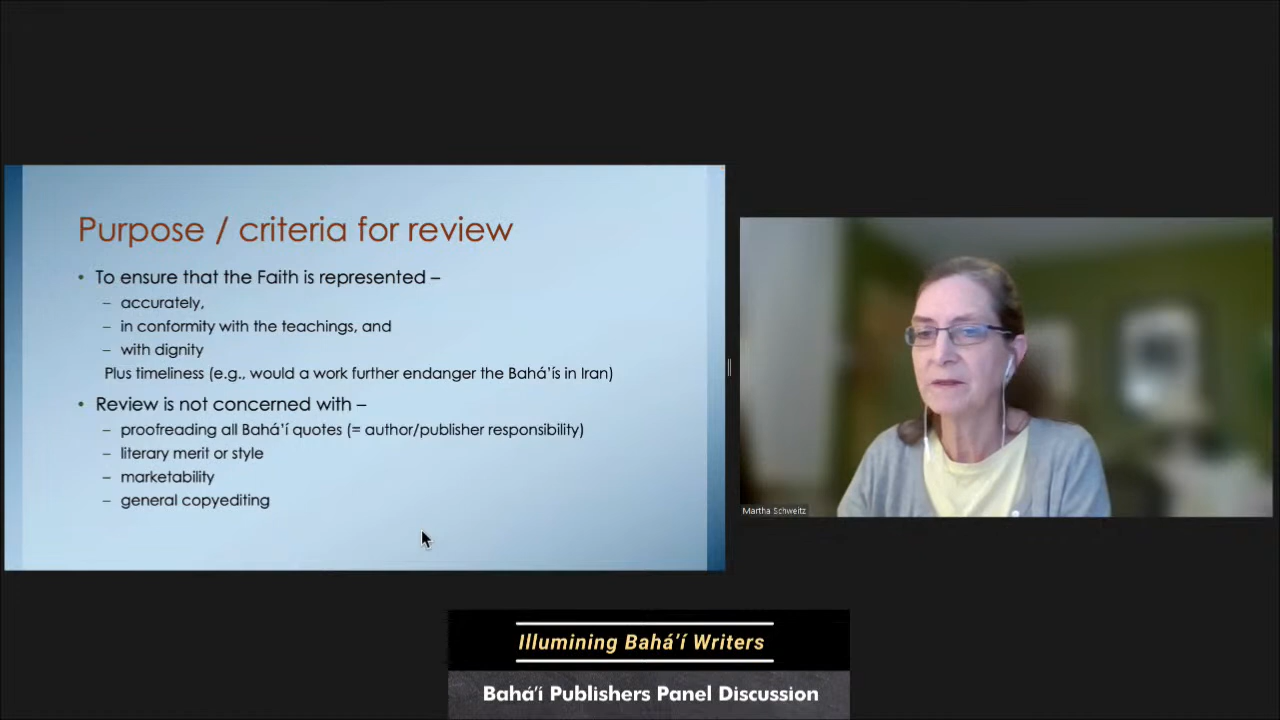 Purpose / criteria for review
• To ensure that the Faith is represented –
– accurately,
– in conformity with the teachings, and
– with dignity
Plus timeliness (e.g., would a work further endanger the Bahá’ís in Iran)
• Review is not concerned with –
– proofreading all Bahá’í quotes (= author/publisher responsibility)
– literary merit or style
– marketability
– general copyediting
Martha Schweitz
Illumining Bahá’í Writers
Bahá’í Publishers Panel Discussion